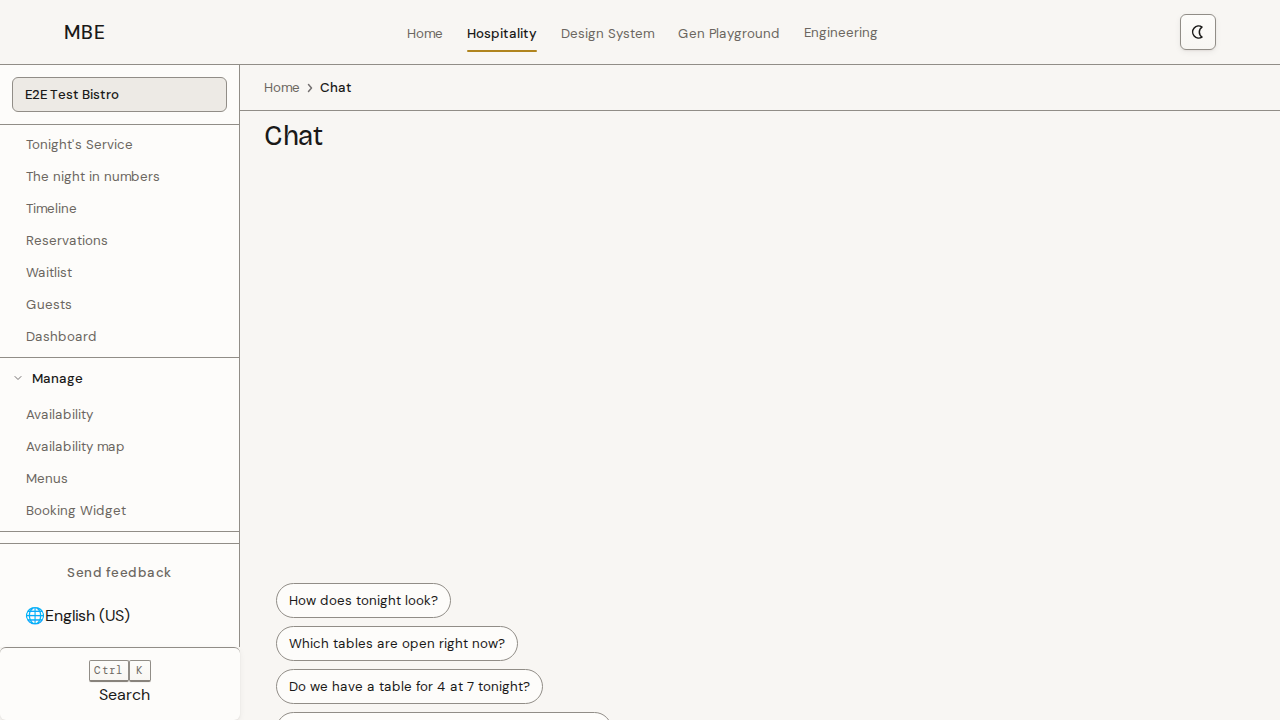 MBE
Home
Hospitality
Design System
Gen Playground
Engineering
E2E Test Bistro
Tonight's Service
The night in numbers
Timeline
Reservations
Waitlist
Guests
Dashboard
Manage
Availability
Availability map
Menus
Booking Widget
Send feedback
English (US)
Ctrl K
Search
Home
Chat
Chat
How does tonight look?
Which tables are open right now?
Do we have a table for 4 at 7 tonight?